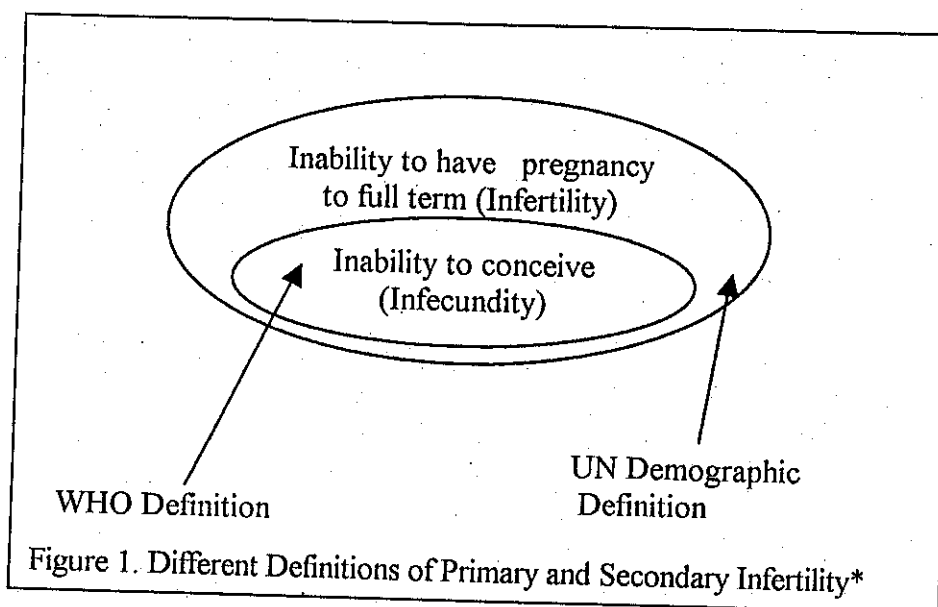 Inability to have pregnancy
to full term (Infertility)
Inability to conceive
(Infecundity)
WHO Definition
UN Demographic
Definition
Figure 1. Different Definitions of Primary and Secondary Infertility*